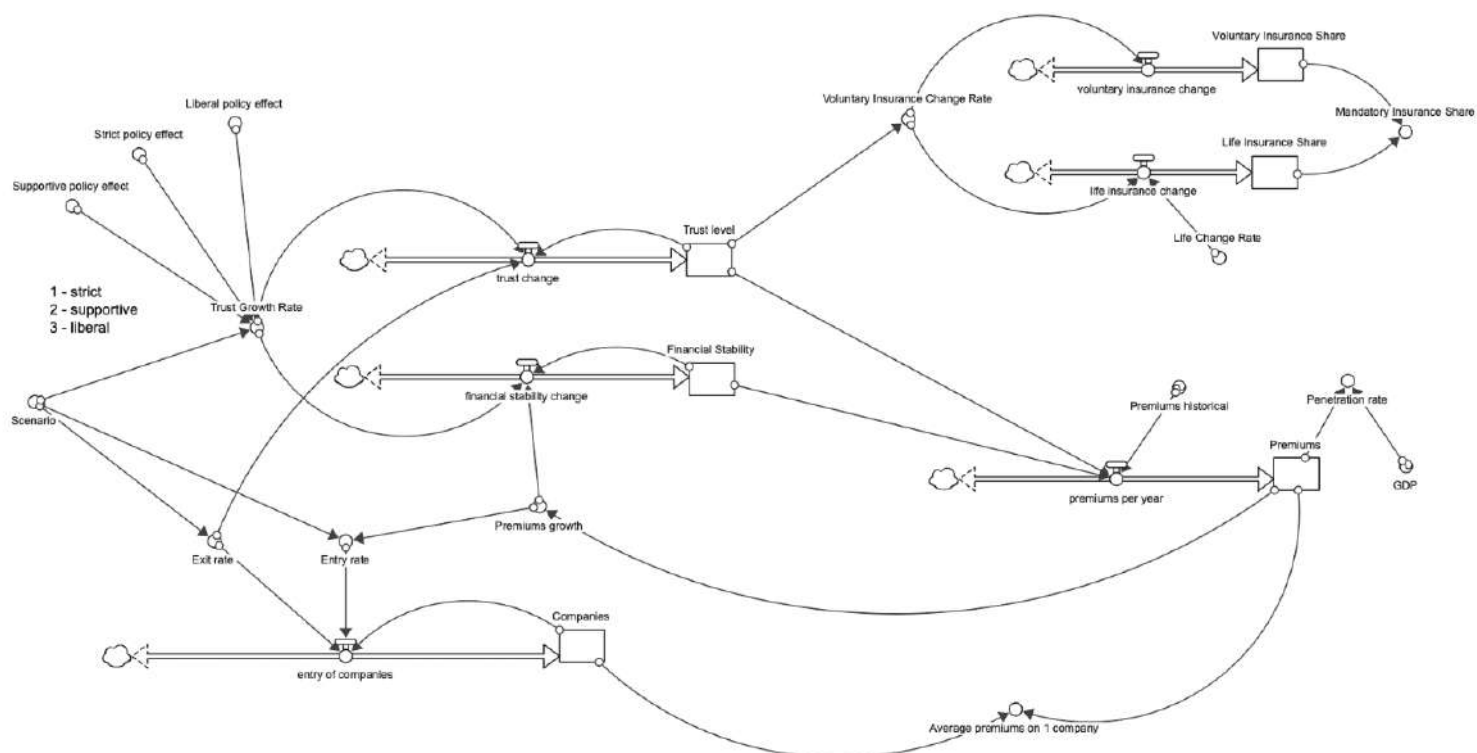 Voluntary Insurance Share
voluntary insurance change
Voluntary Insurance Change Rate
Mandatory Insurance Share
Life Insurance Share
life insurance change
Life Change Rate
Liberal policy effect
Strict policy effect
Supportive policy effect
Trust level
trust change
1 - strict
2 - supportive
3 - liberal
Trust Growth Rate
Financial Stability
financial stability change
Scenario
Premiums historical
Penetration rate
Premiums
GDP
premiums per year
Premiums growth
Exit rate
Entry rate
Companies
entry of companies
Average premiums on 1 company